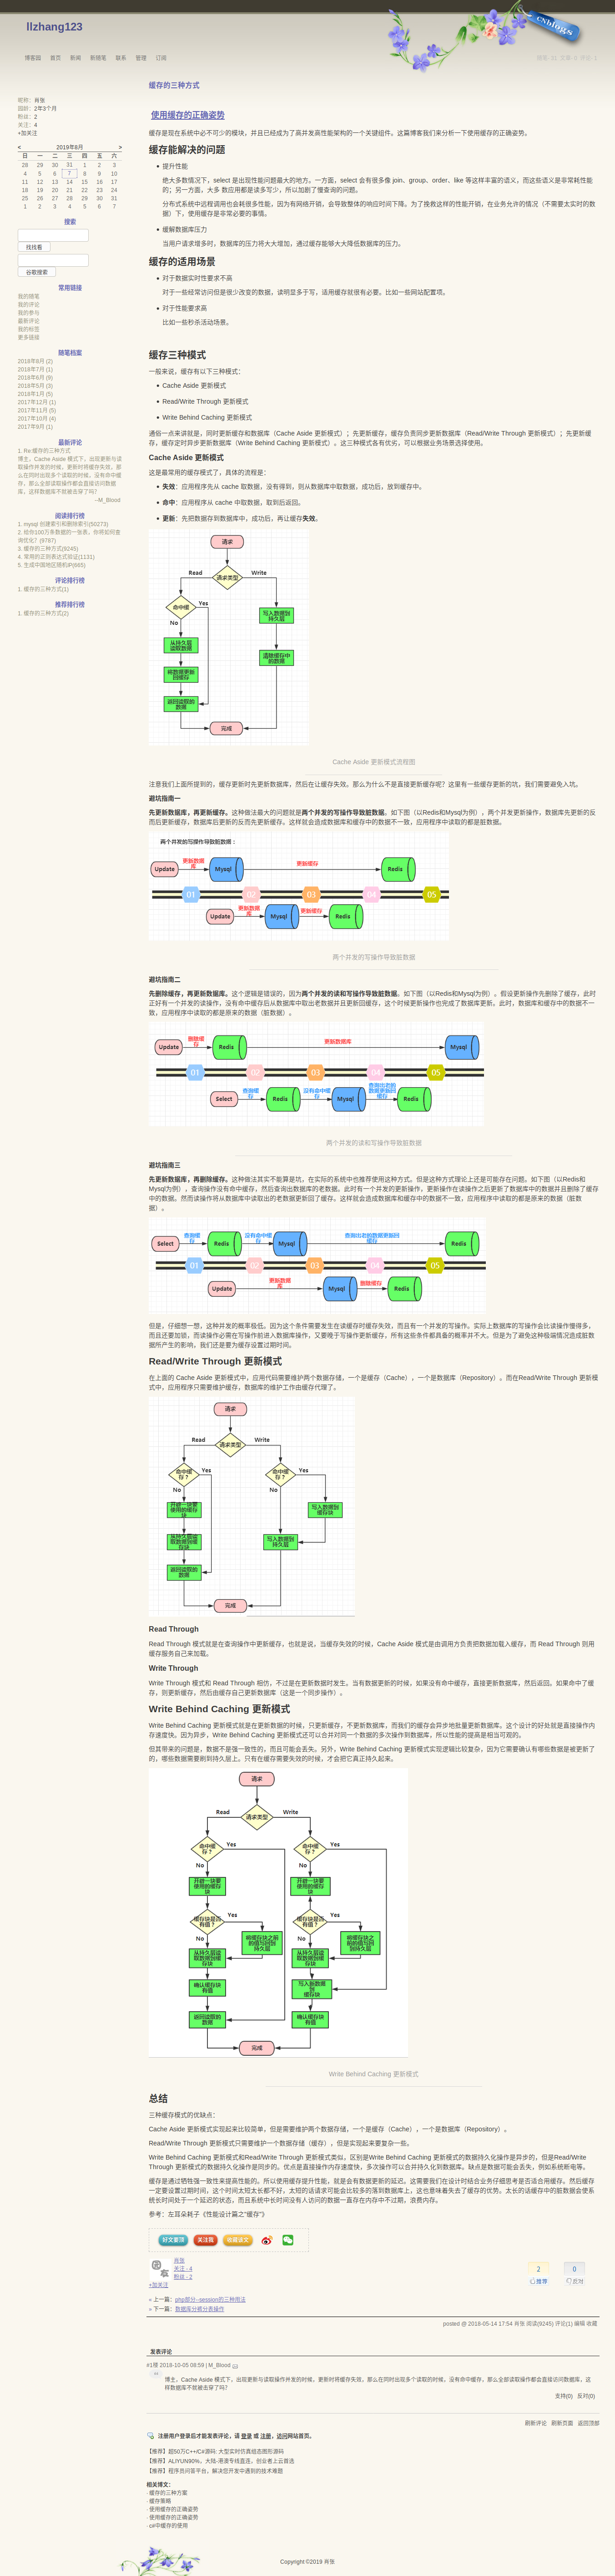 llzhang123
cnblogs
博客园 首页 新闻 新随笔 联系 管理 订阅
昵称：肖张
园龄：2年3个月
粉丝：2
关注：4
+加关注
< 2019年8月 >
日 一 二 三 四 五 六
28 29 30 31 1 2 3
4 5 6 7 8 9 10
11 12 13 14 15 16 17
18 19 20 21 22 23 24
25 26 27 28 29 30 31
1 2 3 4 5 6 7
搜索
找找看
谷歌搜索
常用链接
我的随笔
我的评论
我的参与
最新评论
我的标签
更多链接
随笔档案
2019年8月 (2)
2018年7月 (1)
2018年6月 (9)
2018年5月 (3)
2018年1月 (5)
2017年12月 (1)
2017年11月 (5)
2017年10月 (4)
2017年9月 (1)
最新评论
1. Re:缓存的三种方式
博主，Cache Aside 模式下，出现更新与读取操作并发的时候，更新时将缓存失效，那么在同时出现多个读取的时候，没有命中缓存，那么全部读取操作都会直接访问数据库，这样数据库不就被击穿了吗？
--M_Blood
阅读排行榜
1. mysql 创建索引和删除索引(50273)
2. 给你100万条数据的一张表，你将如何查询优化？(9787)
3. 缓存的三种方式(9245)
4. 常用的正则表达式验证(1131)
5. 生成中国地区随机IP(665)
评论排行榜
1. 缓存的三种方式(1)
推荐排行榜
1. 缓存的三种方式(2)
缓存的三种方式
使用缓存的正确姿势
缓存是现在系统中必不可少的模块，并且已经成为了高并发高性能架构的一个关键组件。这篇博客我们来分析一下使用缓存的正确姿势。
缓存能解决的问题
提升性能
绝大多数情况下，select 是出现性能问题最大的地方。一方面，select 会有很多像 join、group、order、like 等这样丰富的语义，而这些语义是非常耗性能的；另一方面，大多 数应用都是读多写少，所以加剧了慢查询的问题。
分布式系统中远程调用也会耗很多性能，因为有网络开销，会导致整体的响应时间下降。为了挽救这样的性能开销，在业务允许的情况（不需要太实时的数据）下，使用缓存是非常必要的事情。
缓解数据库压力
当用户请求增多时，数据库的压力将大大增加，通过缓存能够大大降低数据库的压力。
缓存的适用场景
对于数据实时性要求不高
对于一些经常访问但是很少改变的数据，读明显多于写，适用缓存就很有必要。比如一些网站配置项。
对于性能要求高
比如一些秒杀活动场景。
缓存三种模式
一般来说，缓存有以下三种模式：
Cache Aside 更新模式
Read/Write Through 更新模式
Write Behind Caching 更新模式
通俗一点来讲就是，同时更新缓存和数据库（Cache Aside 更新模式）；先更新缓存，缓存负责同步更新数据库（Read/Write Through 更新模式）；先更新缓存，缓存定时异步更新数据库（Write Behind Caching 更新模式）。这三种模式各有优劣，可以根据业务场景选择使用。
Cache Aside 更新模式
这是最常用的缓存模式了，具体的流程是：
失效：应用程序先从 cache 取数据，没有得到，则从数据库中取数据，成功后，放到缓存中。
命中：应用程序从 cache 中取数据，取到后返回。
更新：先把数据存到数据库中，成功后，再让缓存失效。
请求
Read 请求类型 Write
命中缓 Yes
No
写入数据到持久层
从持久层读取数据
清除缓存中的数据
将数据更新回缓存
返回读取的数据
完成
Cache Aside 更新模式流程图
注意我们上面所提到的，缓存更新时先更新数据库，然后在让缓存失效。那么为什么不是直接更新缓存呢？这里有一些缓存更新的坑，我们需要避免入坑。
避坑指南一
先更新数据库，再更新缓存。这种做法最大的问题就是两个并发的写操作导致脏数据。如下图（以Redis和Mysql为例），两个并发更新操作，数据库先更新的反而后更新缓存，数据库后更新的反而先更新缓存。这样就会造成数据库和缓存中的数据不一致，应用程序中读取的都是脏数据。
两个并发的写操作导致脏数据：
Update 更新数据库 Mysql 更新缓存 Redis
01 02 03 04 05
Update 更新数据库 Mysql 更新缓存 Redis
两个并发的写操作导致脏数据
避坑指南二
先删除缓存，再更新数据库。这个逻辑是错误的，因为两个并发的读和写操作导致脏数据。如下图（以Redis和Mysql为例）。假设更新操作先删除了缓存，此时正好有一个并发的读操作，没有命中缓存后从数据库中取出老数据并且更新回缓存，这个时候更新操作也完成了数据库更新。此时，数据库和缓存中的数据不一致，应用程序中读取的都是原来的数据（脏数据）。
Update 删除缓存 Redis 更新数据库 Mysql
01 02 03 04 05
Select 查询缓存 Redis 没有命中缓存 Mysql 查询出老的数据更新回缓存 Redis
两个并发的读和写操作导致脏数据
避坑指南三
先更新数据库，再删除缓存。这种做法其实不能算是坑，在实际的系统中也推荐使用这种方式。但是这种方式理论上还是可能存在问题。如下图（以Redis和Mysql为例），查询操作没有命中缓存，然后查询出数据库的老数据。此时有一个并发的更新操作，更新操作在读操作之后更新了数据库中的数据并且删除了缓存中的数据。然而读操作将从数据库中读取出的老数据更新回了缓存。这样就会造成数据库和缓存中的数据不一致，应用程序中读取的都是原来的数据（脏数据）。
Select 查询缓存 Redis 没有命中缓存 Mysql 查询出老的数据更新回缓存 Redis
01 02 03 04 05
Update 更新数据库 Mysql 删除缓存 Redis
但是，仔细想一想，这种并发的概率极低。因为这个条件需要发生在读缓存时缓存失效，而且有一个并发的写操作。实际上数据库的写操作会比读操作慢得多，而且还要加锁，而读操作必需在写操作前进入数据库操作，又要晚于写操作更新缓存，所有这些条件都具备的概率并不大。但是为了避免这种极端情况造成脏数据所产生的影响，我们还是要为缓存设置过期时间。
Read/Write Through 更新模式
在上面的 Cache Aside 更新模式中，应用代码需要维护两个数据存储，一个是缓存（Cache），一个是数据库（Repository）。而在Read/Write Through 更新模式中，应用程序只需要维护缓存，数据库的维护工作由缓存代理了。
请求
Read 请求类型 Write
命中缓存？ Yes 命中缓存？ Yes
No No
开辟一块要使用的缓存块
写入数据到缓存块
从持久层读取数据到缓存块
写入数据到持久层
返回读取的数据
完成
Read Through
Read Through 模式就是在查询操作中更新缓存，也就是说，当缓存失效的时候，Cache Aside 模式是由调用方负责把数据加载入缓存，而 Read Through 则用缓存服务自己来加载。
Write Through
Write Through 模式和 Read Through 相仿，不过是在更新数据时发生。当有数据更新的时候，如果没有命中缓存，直接更新数据库，然后返回。如果命中了缓存，则更新缓存，然后由缓存自己更新数据库（这是一个同步操作）。
Write Behind Caching 更新模式
Write Behind Caching 更新模式就是在更新数据的时候，只更新缓存，不更新数据库，而我们的缓存会异步地批量更新数据库。这个设计的好处就是直接操作内存速度快。因为异步，Write Behind Caching 更新模式还可以合并对同一个数据的多次操作到数据库，所以性能的提高是相当可观的。
但其带来的问题是，数据不是强一致性的，而且可能会丢失。另外，Write Behind Caching 更新模式实现逻辑比较复杂，因为它需要确认有哪些数据是被更新了的，哪些数据需要刷到持久层上。只有在缓存需要失效的时候，才会把它真正持久起来。
请求
Read 请求类型 Write
命中缓存？ Yes 命中缓存？ Yes
No No
开辟一块要使用的缓存块 开辟一块要使用的缓存块
缓存块是否有值？ Yes 缓存块是否有值？ Yes
No No
将缓存块之前的值写回到持久层
从持久层读取数据到缓存块 从持久层读取数据到缓存块
确认缓存块有值 写入新数据到缓存块
返回读取的数据 确认缓存块有值
完成
Write Behind Caching 更新模式
总结
三种缓存模式的优缺点：
Cache Aside 更新模式实现起来比较简单，但是需要维护两个数据存储，一个是缓存（Cache），一个是数据库（Repository）。
Read/Write Through 更新模式只需要维护一个数据存储（缓存），但是实现起来要复杂一些。
Write Behind Caching 更新模式和Read/Write Through 更新模式类似，区别是Write Behind Caching 更新模式的数据持久化操作是异步的，但是Read/Write Through 更新模式的数据持久化操作是同步的。优点是直接操作内存速度快，多次操作可以合并持久化到数据库。缺点是数据可能会丢失，例如系统断电等。
缓存是通过牺牲强一致性来提高性能的。所以使用缓存提升性能，就是会有数据更新的延迟。这需要我们在设计时结合业务仔细思考是否适合用缓存。然后缓存一定要设置过期时间，这个时间太短太长都不好，太短的话请求可能会比较多的落到数据库上，这也意味着失去了缓存的优势。太长的话缓存中的脏数据会使系统长时间处于一个延迟的状态，而且系统中长时间没有人访问的数据一直存在内存中不过期，浪费内存。
参考：左耳朵耗子《性能设计篇之"缓存"》
好文要顶 关注我 收藏该文
肖张
关注 - 4
粉丝 - 2
+加关注
2 推荐
0 反对
« 上一篇：php部分--session的三种用法
» 下一篇：数据库分裤分表操作
posted @ 2018-05-14 17:54 肖张 阅读(9245) 评论(1) 编辑 收藏
发表评论
#1楼 2018-10-05 08:59 | M_Blood
博主，Cache Aside 模式下，出现更新与读取操作并发的时候，更新时将缓存失效，那么在同时出现多个读取的时候，没有命中缓存，那么全部读取操作都会直接访问数据库，这样数据库不就被击穿了吗？
支持(0) 反对(0)
刷新评论 刷新页面 返回顶部
注册用户登录后才能发表评论，请 登录 或 注册，访问网站首页。
【推荐】超50万C++/C#源码: 大型实时仿真组态图形源码
【推荐】ALIYUN90%，大陆-港澳专线直连，创业者上云首选
【推荐】程序员问答平台，解决您开发中遇到的技术难题
相关博文：
· 缓存的三种方案
· 缓存策略
· 使用缓存的正确姿势
· 使用缓存的正确姿势
· c#中缓存的使用
Copyright ©2019 肖张